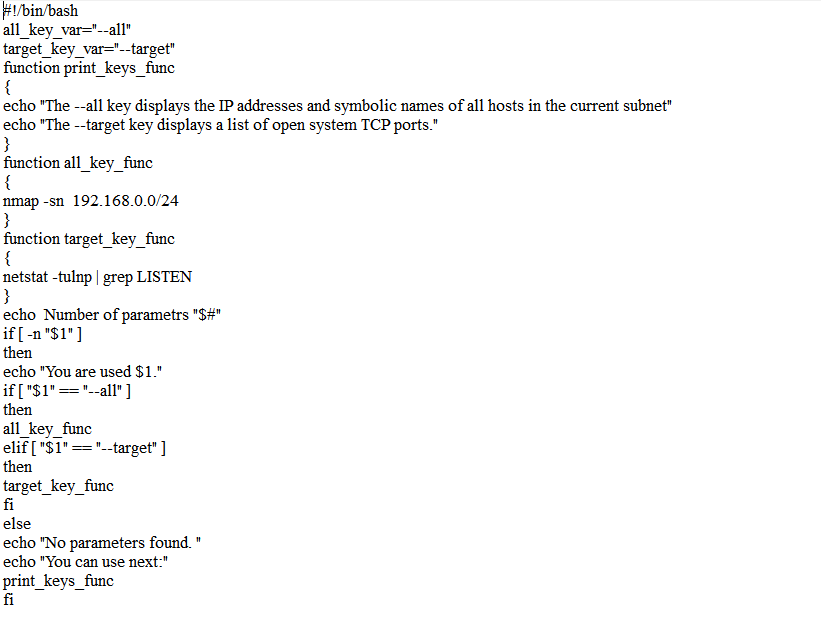 #!/bin/bash
all_key_var="--all"
target_key_var="--target"
function print_keys_func
{
echo "The --all key displays the IP addresses and symbolic names of all hosts in the current subnet"
echo "The --target key displays a list of open system TCP ports."
}
function all_key_func
{
nmap -sn  192.168.0.0/24
}
function target_key_func
{
netstat -tulnp | grep LISTEN
}
echo  Number of parametrs "$#"
if [ -n "$1" ]
then
echo "You are used $1."
if [ "$1" == "--all" ]
then
all_key_func
elif [ "$1" == "--target" ]
then
target_key_func
fi
else
echo "No parameters found. "
echo "You can use next:"
print_keys_func
fi